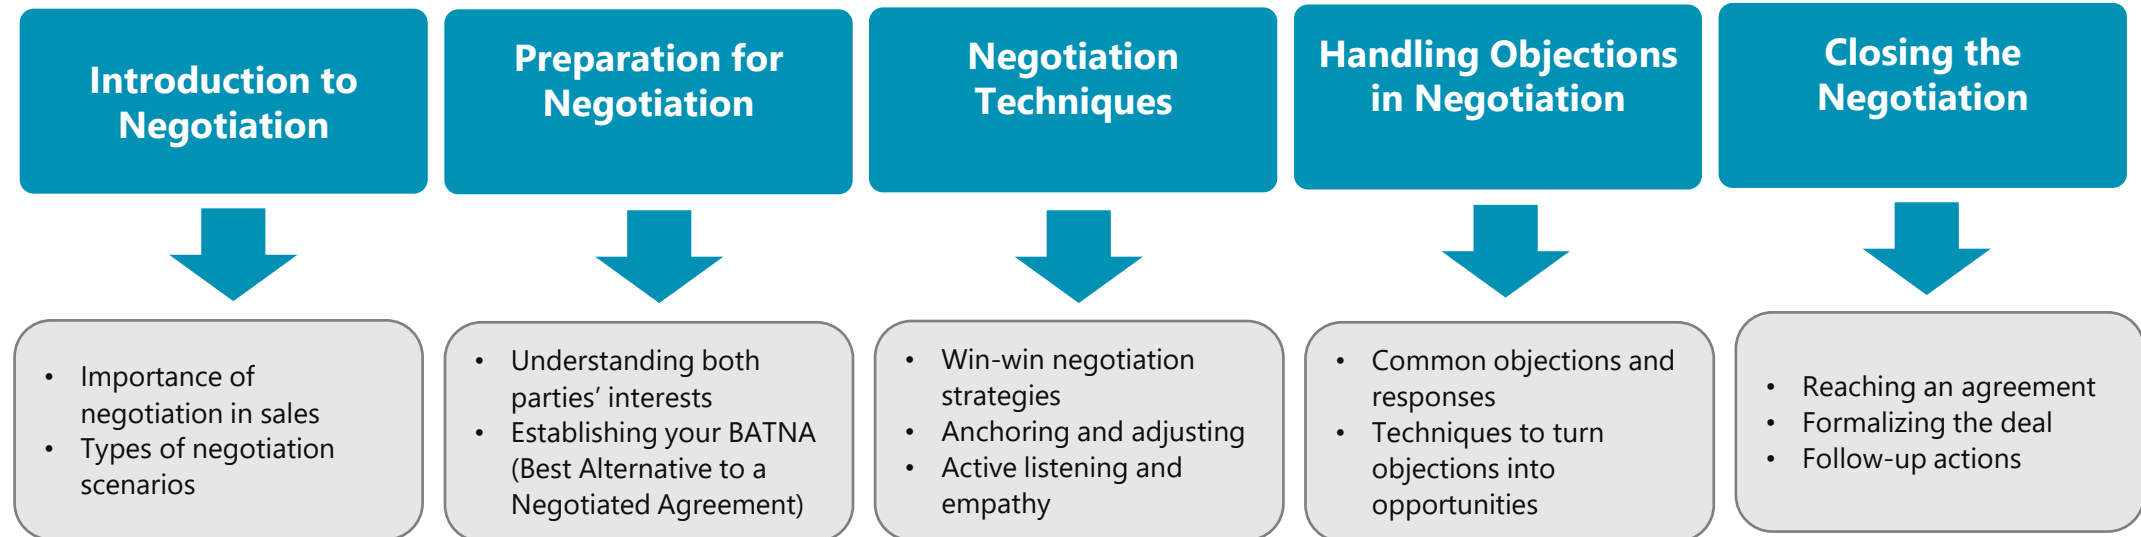 Introduction to
Negotiation
Preparation for
Negotiation
Negotiation
Techniques
Handling Objections
in Negotiation
Closing the
Negotiation
• Importance of
negotiation in sales
• Types of negotiation
scenarios
• Understanding both
parties’ interests
• Establishing your BATNA
(Best Alternative to a
Negotiated Agreement)
• Win-win negotiation
strategies
• Anchoring and adjusting
• Active listening and
empathy
• Common objections and
responses
• Techniques to turn
objections into
opportunities
• Reaching an agreement
• Formalizing the deal
• Follow-up actions